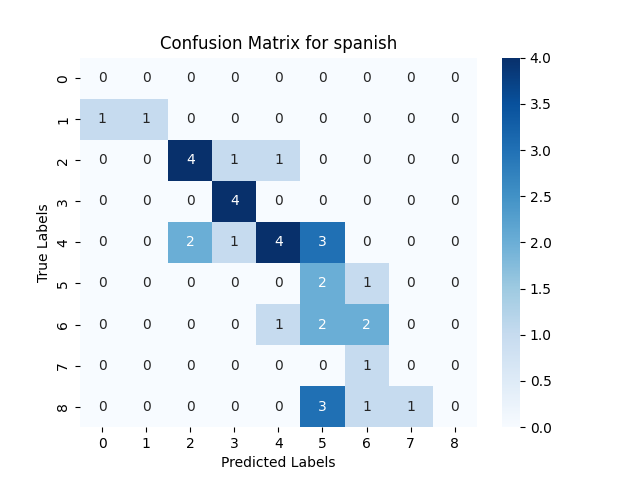 Confusion Matrix for spanish
0 0 0 0 0 0 0 0 0 0
1 1 1 0 0 0 0 0 0 0
2 0 0 4 1 1 0 0 0 0
3 0 0 0 4 0 0 0 0 0
4 0 0 2 1 4 3 0 0 0
5 0 0 0 0 0 2 1 0 0
6 0 0 0 0 1 2 2 0 0
7 0 0 0 0 0 0 1 0 0
8 0 0 0 0 0 3 1 1 0
0 1 2 3 4 5 6 7 8
True Labels
Predicted Labels
4.0
3.5
3.0
2.5
2.0
1.5
1.0
0.5
0.0